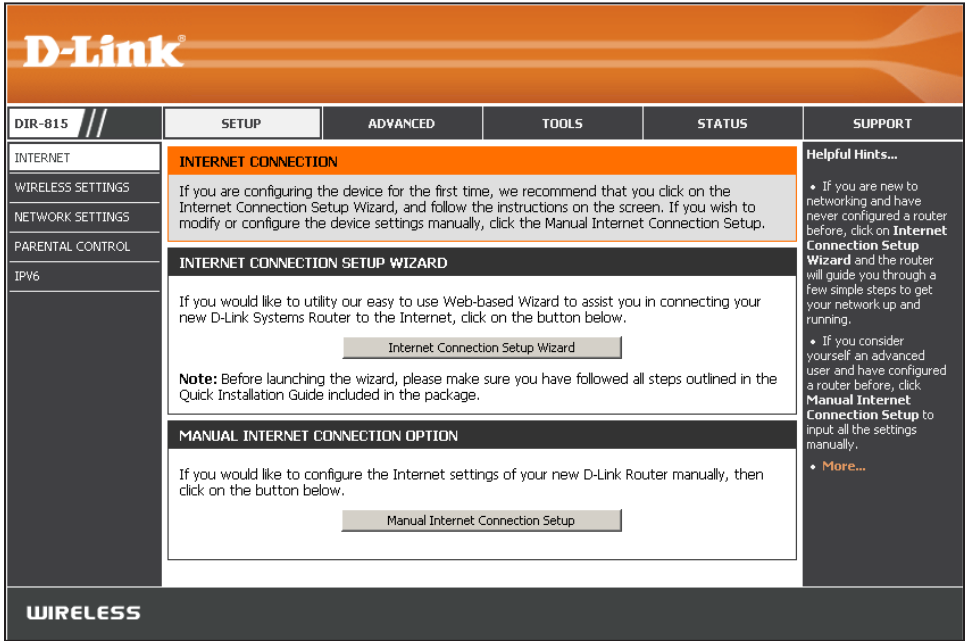 D-Link®
DIR-815
SETUP
ADVANCED
TOOLS
STATUS
SUPPORT
INTERNET
WIRELESS SETTINGS
NETWORK SETTINGS
PARENTAL CONTROL
IPV6
INTERNET CONNECTION
If you are configuring the device for the first time, we recommend that you click on the
Internet Connection Setup Wizard, and follow the instructions on the screen. If you wish to
modify or configure the device settings manually, click the Manual Internet Connection Setup.
INTERNET CONNECTION SETUP WIZARD
If you would like to utility our easy to use Web-based Wizard to assist you in connecting your
new D-Link Systems Router to the Internet, click on the button below.
Internet Connection Setup Wizard
Note: Before launching the wizard, please make sure you have followed all steps outlined in the
Quick Installation Guide included in the package.
MANUAL INTERNET CONNECTION OPTION
If you would like to configure the Internet settings of your new D-Link Router manually, then
click on the button below.
Manual Internet Connection Setup
Helpful Hints...
• If you are new to
networking and have
never configured a router
before, click on Internet
Connection Setup
Wizard and the router
will guide you through a
few simple steps to get
your network up and
running.
• If you consider
yourself an advanced
user and have configured
a router before, click
Manual Internet
Connection Setup to
input all the settings
manually.
• More...
WIRELESS